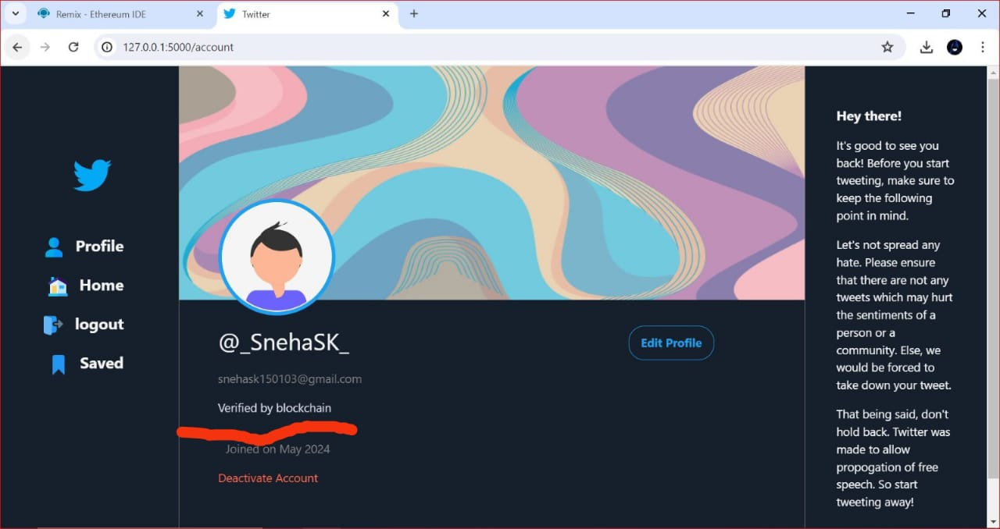 Remix - Ethereum IDE
Twitter
127.0.0.1:5000/account
Profile
Home
logout
Saved
@_SnehaSK_
Edit Profile
snehask150103@gmail.com
Verified by blockchain
Joined on May 2024
Deactivate Account
Hey there!
It's good to see you
back! Before you start
tweeting, make sure to
keep the following
point in mind.
Let's not spread any
hate. Please ensure
that there are not any
tweets which may hurt
the sentiments of a
person or a
community. Else, we
would be forced to
take down your tweet.
That being said, don't
hold back. Twitter was
made to allow
propogation of free
speech. So start
tweeting away!